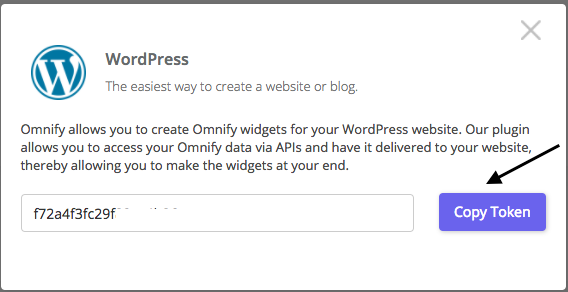 WordPress
The easiest way to create a website or blog.
Omnify allows you to create Omnify widgets for your WordPress website. Our plugin
allows you to access your Omnify data via APIs and have it delivered to your website,
thereby allowing you to make the widgets at your end.
f72a4f3fc29f
Copy Token